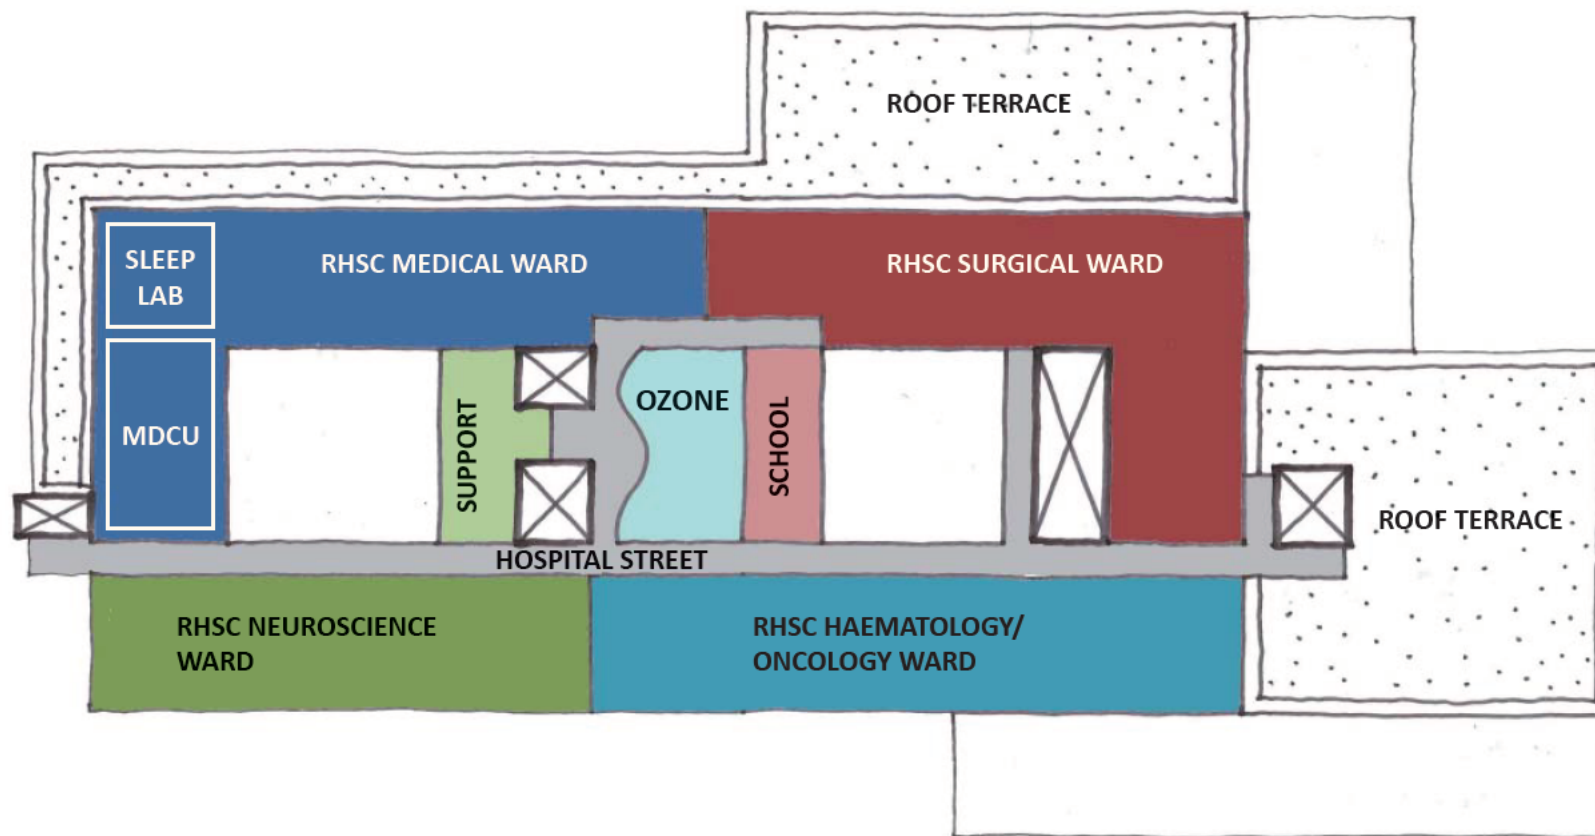 ROOF TERRACE
SLEEP
LAB
RHSC MEDICAL WARD
RHSC SURGICAL WARD
MDCU
SUPPORT
OZONE
SCHOOL
ROOF TERRACE
HOSPITAL STREET
RHSC NEUROSCIENCE
WARD
RHSC HAEMATOLOGY/
ONCOLOGY WARD